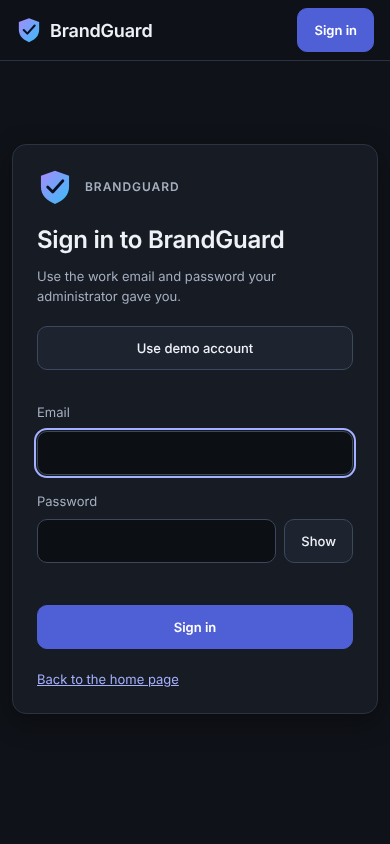 BrandGuard
Sign in
BRANDGUARD
Sign in to BrandGuard
Use the work email and password your
administrator gave you.
Use demo account
Email
Password
Show
Sign in
Back to the home page